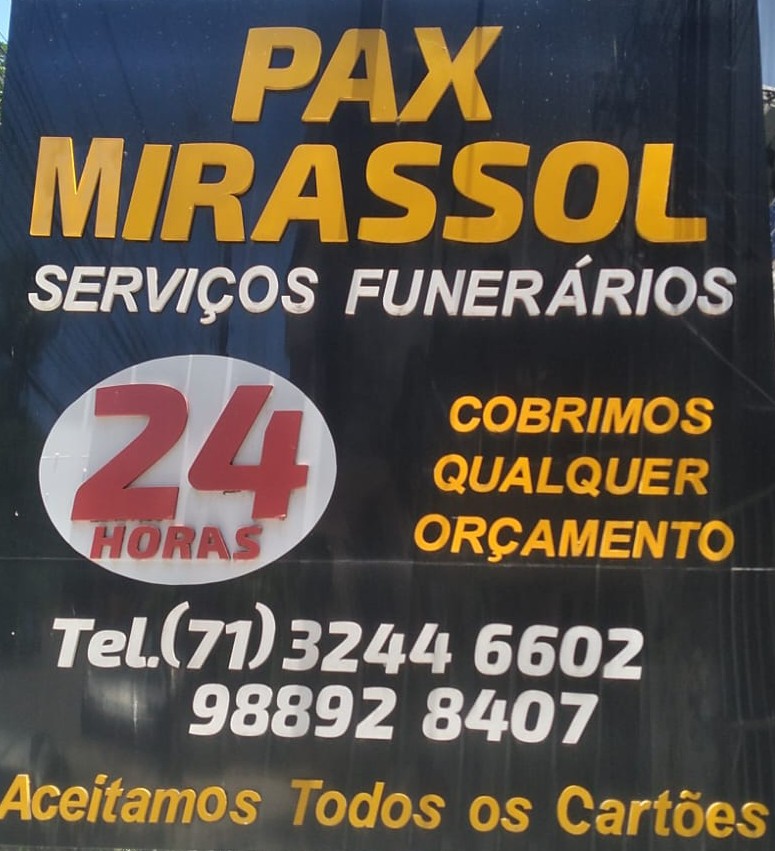 PAX
MIRASSOL
SERVIÇOS FUNERÁRIOS
24
HORAS
COBRIMOS
QUALQUER
ORÇAMENTO
Tel.(71) 3244 6602
98892 8407
Aceitamos Todos os Cartões